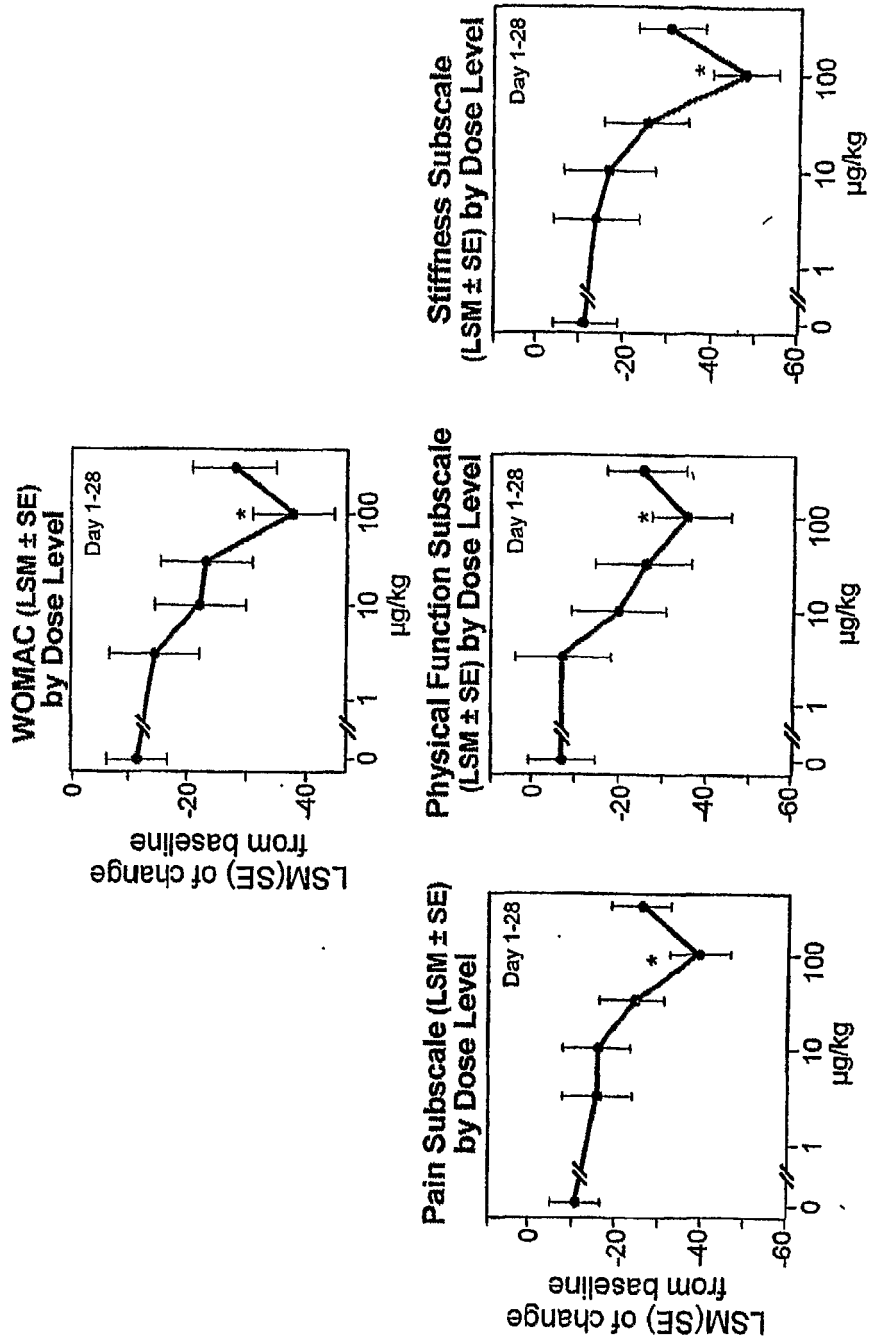 WOMAC (LSM ± SE)
by Dose Level
LSM(SE) of change
from baseline
0
-20
-40
Day 1-28
*
0 1 10 100
µg/kg
Pain Subscale (LSM ± SE)
by Dose Level
LSM(SE) of change
from baseline
0
-20
-40
-60
Day 1-28
*
0 1 10 100
µg/kg
Physical Function Subscale
(LSM ± SE) by Dose Level
0
-20
-40
-60
Day 1-28
*
0 1 10 100
µg/kg
Stiffness Subscale
(LSM ± SE) by Dose Level
0
-20
-40
-60
Day 1-28
*
0 1 10 100
µg/kg